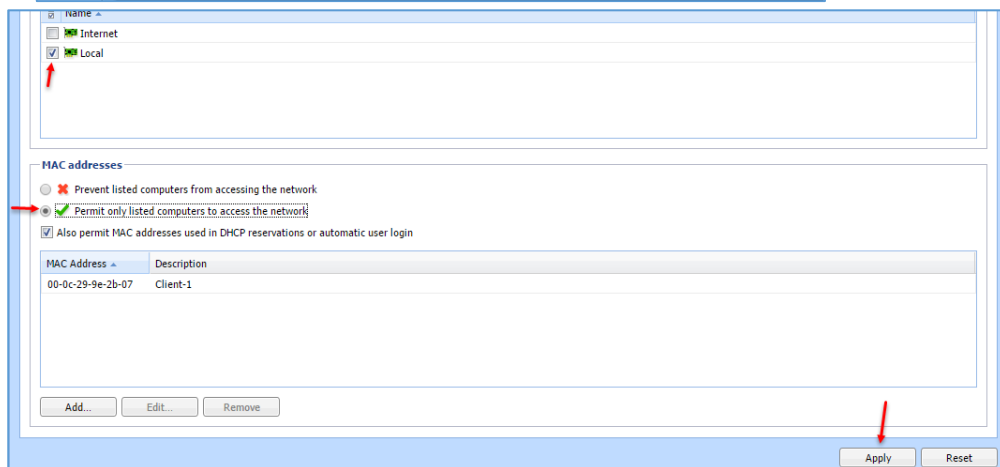 Name
Internet
Local
MAC addresses
Prevent listed computers from accessing the network
Permit only listed computers to access the network
Also permit MAC addresses used in DHCP reservations or automatic user login
MAC Address Description
00-0c-29-9e-2b-07 Client-1
Add... Edit... Remove
Apply Reset